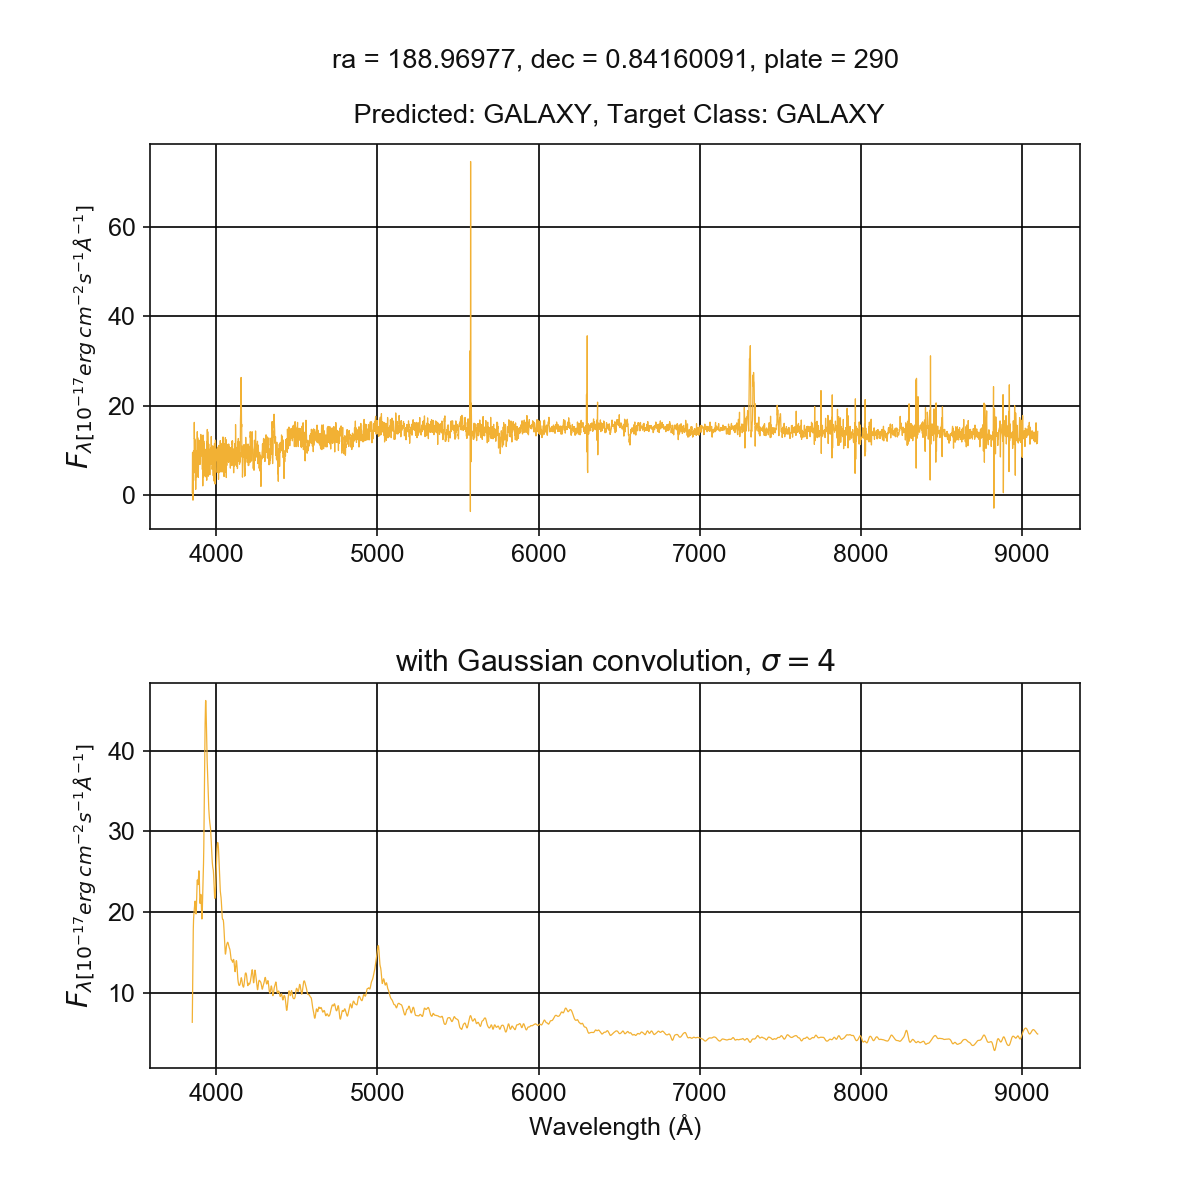 ra = 188.96977, dec = 0.84160091, plate = 290
Predicted: GALAXY, Target Class: GALAXY
F_λ[10^{-17} erg cm^{-2} s^{-1} Å^{-1}]
60
40
20
0
4000 5000 6000 7000 8000 9000
with Gaussian convolution, σ = 4
F_λ[10^{-17} erg cm^{-2} s^{-1} Å^{-1}]
40
30
20
10
4000 5000 6000 7000 8000 9000
Wavelength (Å)